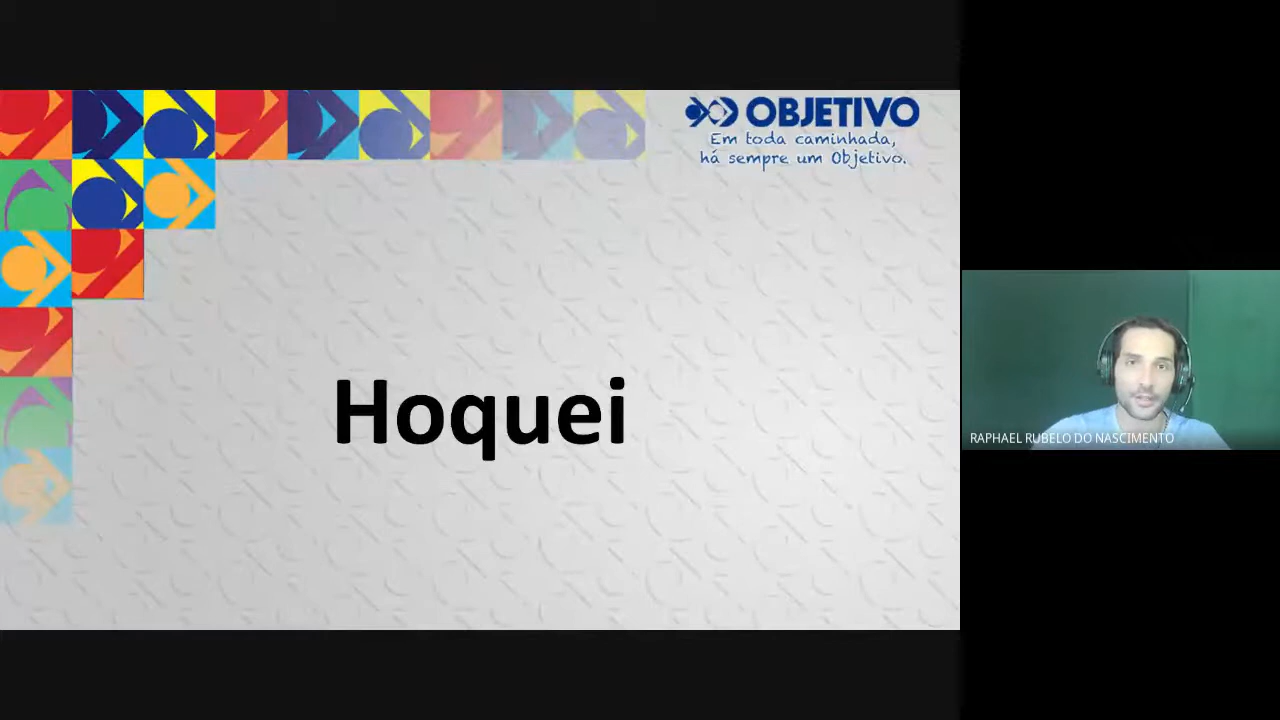 OBJETIVO
Em toda caminhada,
há sempre um Objetivo.
Hoquei
RAPHAEL RUBELO DO NASCIMENTO